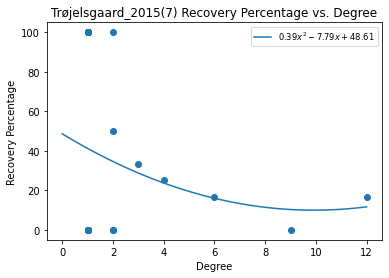 Trøjelsgaard_2015(7) Recovery Percentage vs. Degree
0.39x² − 7.79x + 48.61
Recovery Percentage
100
80
60
40
20
0
0 2 4 6 8 10 12
Degree